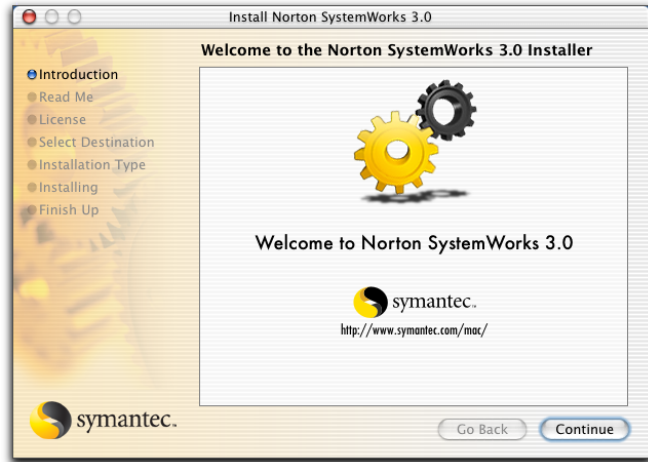 Install Norton SystemWorks 3.0
Welcome to the Norton SystemWorks 3.0 Installer
Introduction
Read Me
License
Select Destination
Installation Type
Installing
Finish Up
Welcome to Norton SystemWorks 3.0
symantec.
http://www.symantec.com/mac/
symantec.
Go Back
Continue